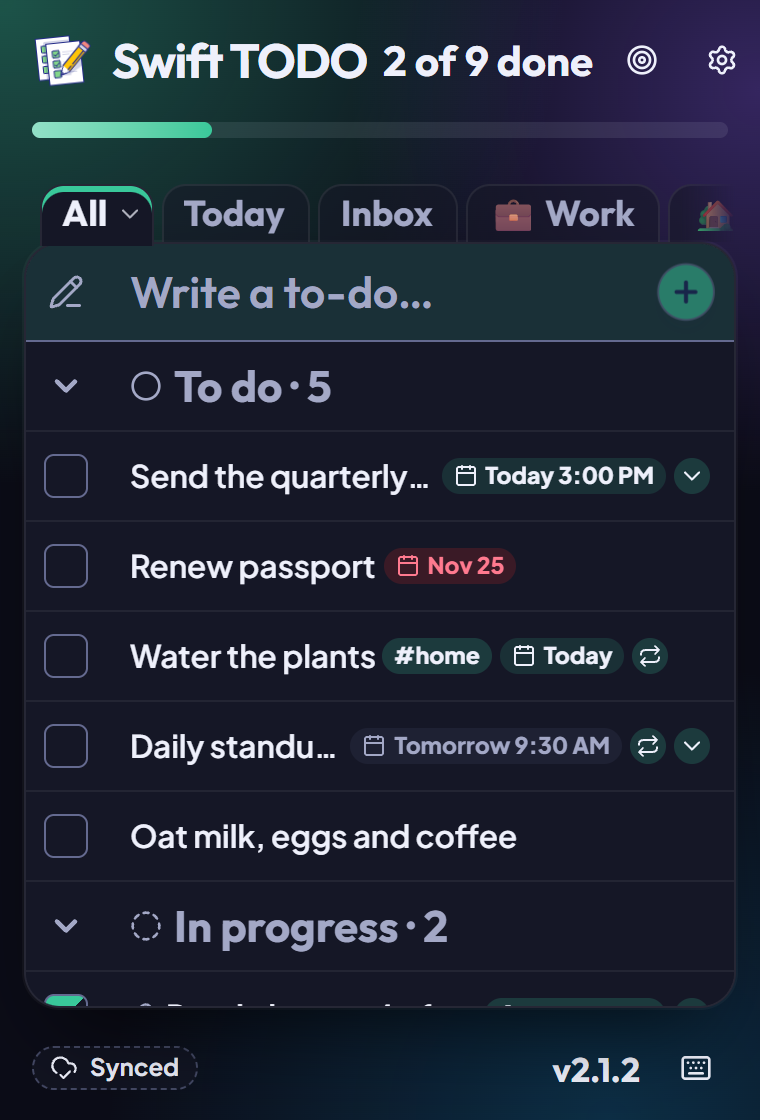 Swift TODO 2 of 9 done
All Today Inbox Work
Write a to-do...
To do · 5
Send the quarterly... Today 3:00 PM
Renew passport Nov 25
Water the plants #home Today
Daily standu... Tomorrow 9:30 AM
Oat milk, eggs and coffee
In progress · 2
Synced v2.1.2